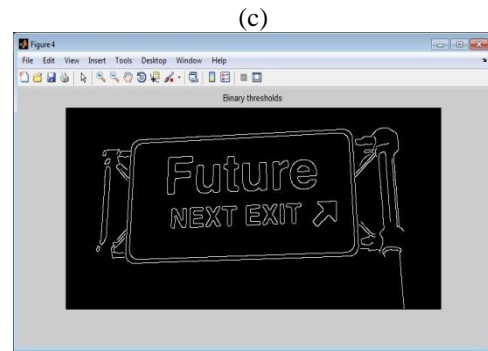 (c)
Figure 4
File Edit View Insert Tools Desktop Window Help
Binary thresholds
Future
NEXT EXIT